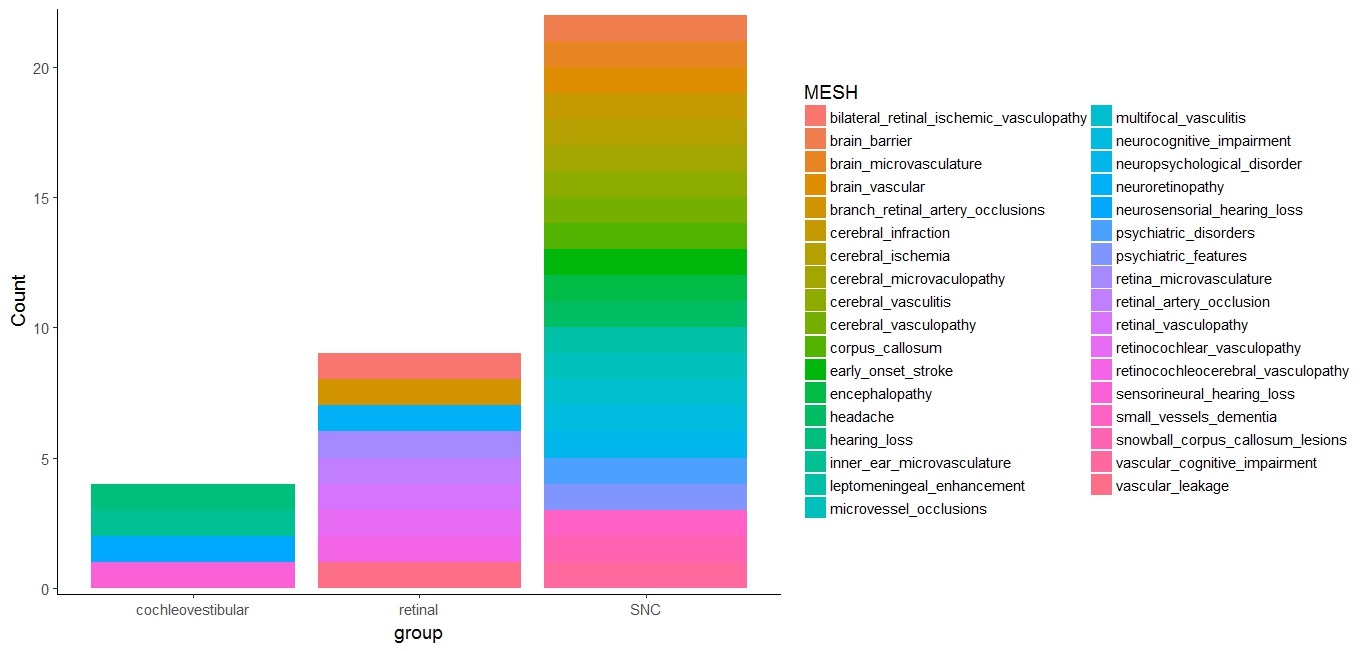 20
15
10
5
0
Count
cochleovestibular
retinal
SNC
group
MESH
bilateral_retinal_ischemic_vasculopathy
brain_barrier
brain_microvasculature
brain_vascular
branch_retinal_artery_occlusions
cerebral_infraction
cerebral_ischemia
cerebral_microvaculopathy
cerebral_vasculitis
cerebral_vasculopathy
corpus_callosum
early_onset_stroke
encephalopathy
headache
hearing_loss
inner_ear_microvasculature
leptomeningeal_enhancement
microvessel_occlusions
multifocal_vasculitis
neurocognitive_impairment
neuropsychological_disorder
neuroretinopathy
neurosensorial_hearing_loss
psychiatric_disorders
psychiatric_features
retina_microvasculature
retinal_artery_occlusion
retinal_vasculopathy
retinocochlear_vasculopathy
retinocochleocerebral_vasculopathy
sensorineural_hearing_loss
small_vessels_dementia
snowball_corpus_callosum_lesions
vascular_cognitive_impairment
vascular_leakage